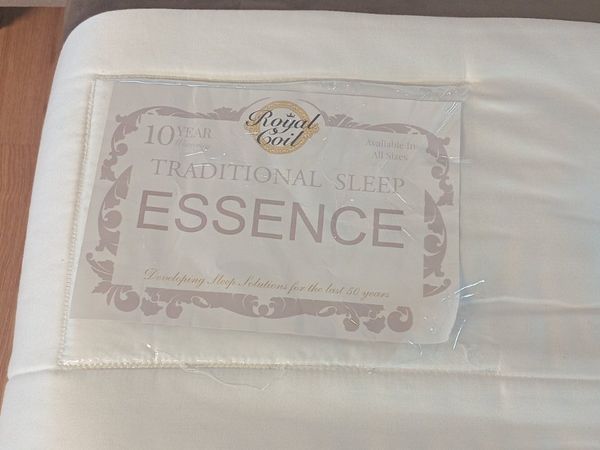 Royal
Coil
10 YEAR
Warranty
Available In
All Sizes
TRADITIONAL SLEEP
ESSENCE
Developing Sleep Solutions for the last 50 years